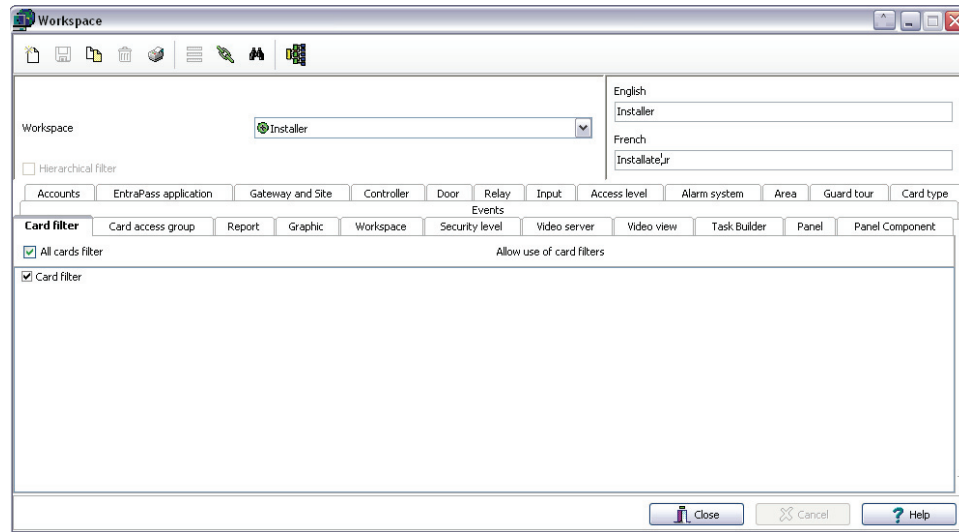 Workspace
English
Installer
Workspace
Installer
French
Installateur
Hierarchical filter
Accounts EntraPass application Gateway and Site Controller Door Relay Input Access level Alarm system Area Guard tour Card type
Events
Card filter Card access group Report Graphic Workspace Security level Video server Video view Task Builder Panel Panel Component
All cards filter Allow use of card filters
Card filter
Close Cancel Help